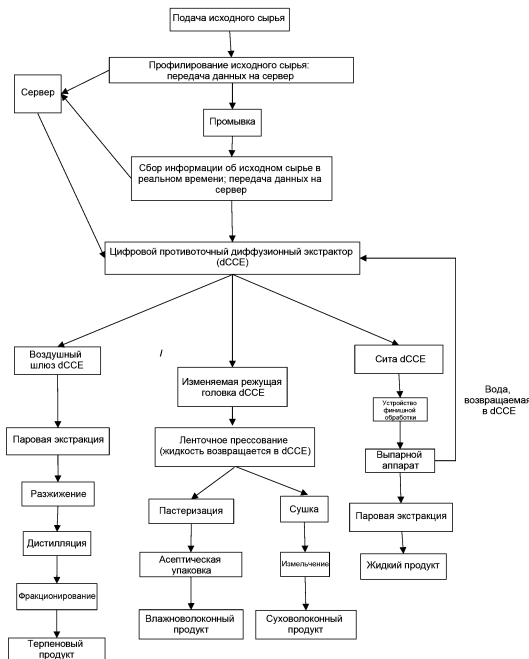 Подача исходного сырья
Профилирование исходного сырья:
передача данных на сервер
Сервер
Промывка
Сбор информации об исходном сырье в
реальном времени; передача данных на
сервер
Цифровой противоточный диффузионный экстрактор
(dCCE)
Воздушный
шлюз dCCE
I
Изменяемая режущая
головка dCCE
Сита dCCE
Устройство
финишной
обработки
Вода,
возвращаемая
в dCCE
Паровая экстракция
Ленточное прессование
(жидкость возвращается в dCCE)
Выпарной
аппарат
Разжижение
Пастеризация
Сушка
Паровая экстракция
Дистилляция
Асептическая
упаковка
Измельчение
Жидкий продукт
Фракционирование
Влажноволоконный
продукт
Суховолоконный
продукт
Терпеновый
продукт